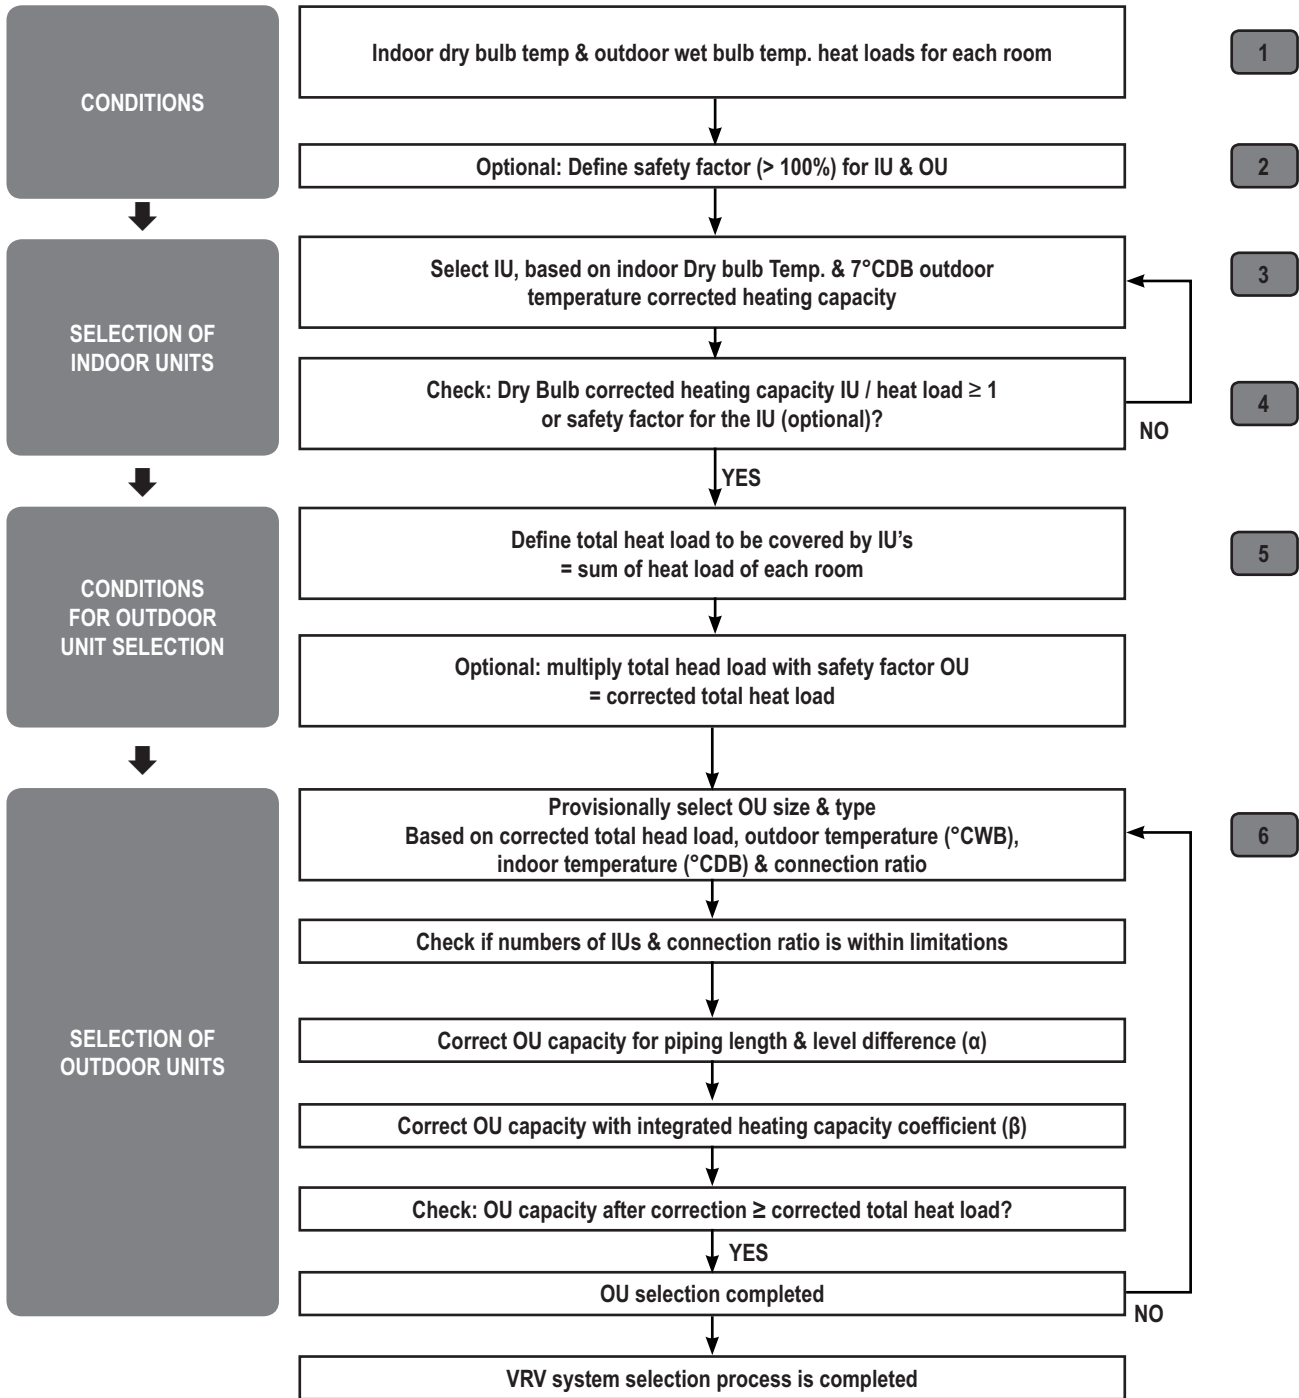 CONDITIONS
Indoor dry bulb temp & outdoor wet bulb temp. heat loads for each room
1
Optional: Define safety factor (> 100%) for IU & OU
2
SELECTION OF
INDOOR UNITS
Select IU, based on indoor Dry bulb Temp. & 7°CDB outdoor
temperature corrected heating capacity
3
Check: Dry Bulb corrected heating capacity IU / heat load ≥ 1
or safety factor for the IU (optional)?
4
NO
YES
CONDITIONS
FOR OUTDOOR
UNIT SELECTION
Define total heat load to be covered by IU's
= sum of heat load of each room
5
Optional: multiply total head load with safety factor OU
= corrected total heat load
SELECTION OF
OUTDOOR UNITS
Provisionally select OU size & type
Based on corrected total head load, outdoor temperature (°CWB),
indoor temperature (°CDB) & connection ratio
6
Check if numbers of IUs & connection ratio is within limitations
Correct OU capacity for piping length & level difference (α)
Correct OU capacity with integrated heating capacity coefficient (β)
Check: OU capacity after correction ≥ corrected total heat load?
YES
OU selection completed
NO
VRV system selection process is completed